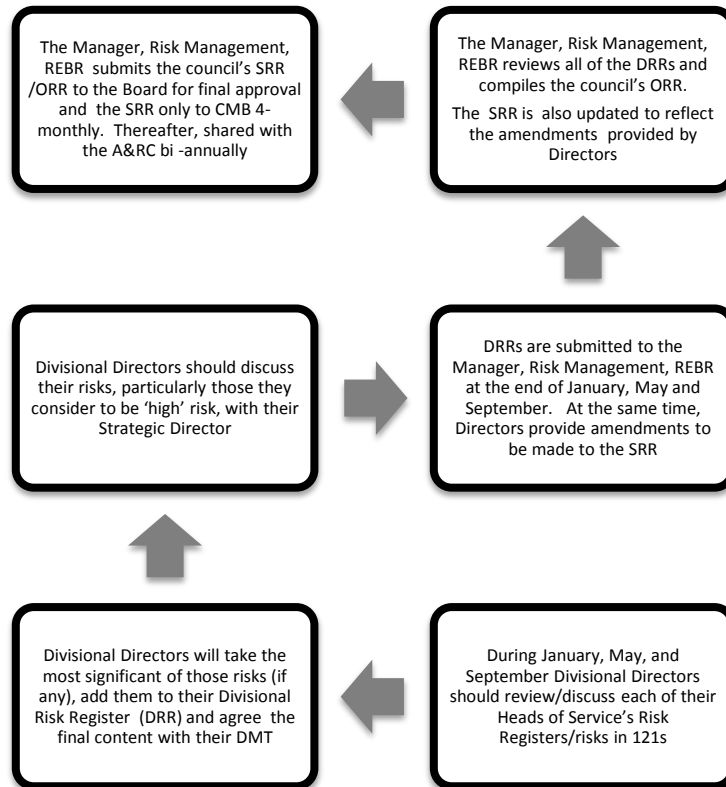 The Manager, Risk Management,
REBR submits the council's SRR
/ORR to the Board for final approval
and the SRR only to CMB 4-
monthly. Thereafter, shared with
the A&RC bi -annually
The Manager, Risk Management,
REBR reviews all of the DRRs and
compiles the council's ORR.
The SRR is also updated to reflect
the amendments provided by
Directors
Divisional Directors should discuss
their risks, particularly those they
consider to be 'high' risk, with their
Strategic Director
DRRs are submitted to the
Manager, Risk Management, REBR
at the end of January, May and
September. At the same time,
Directors provide amendments to
be made to the SRR
Divisional Directors will take the
most significant of those risks (if
any), add them to their Divisional
Risk Register (DRR) and agree the
final content with their DMT
During January, May, and
September Divisional Directors
should review/discuss each of their
Heads of Service's Risk
Registers/risks in 121s